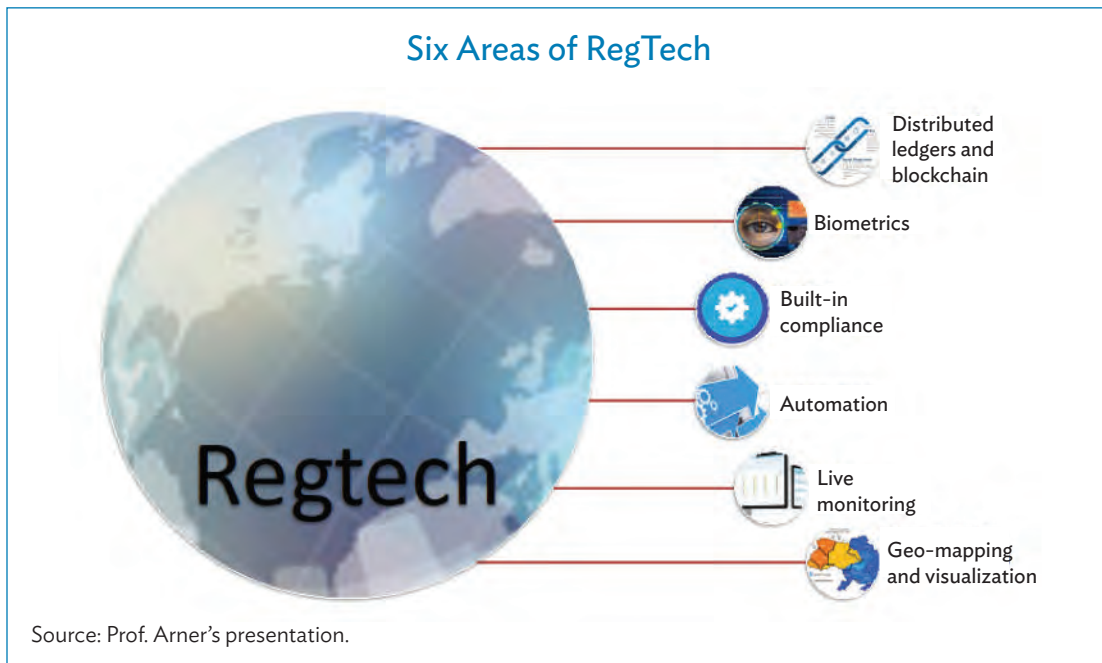 Six Areas of RegTech
Distributed
ledgers and
blockchain
Biometrics
Built-in
compliance
Automation
Live
monitoring
Geo-mapping
and visualization
Regtech
Source: Prof. Arner’s presentation.